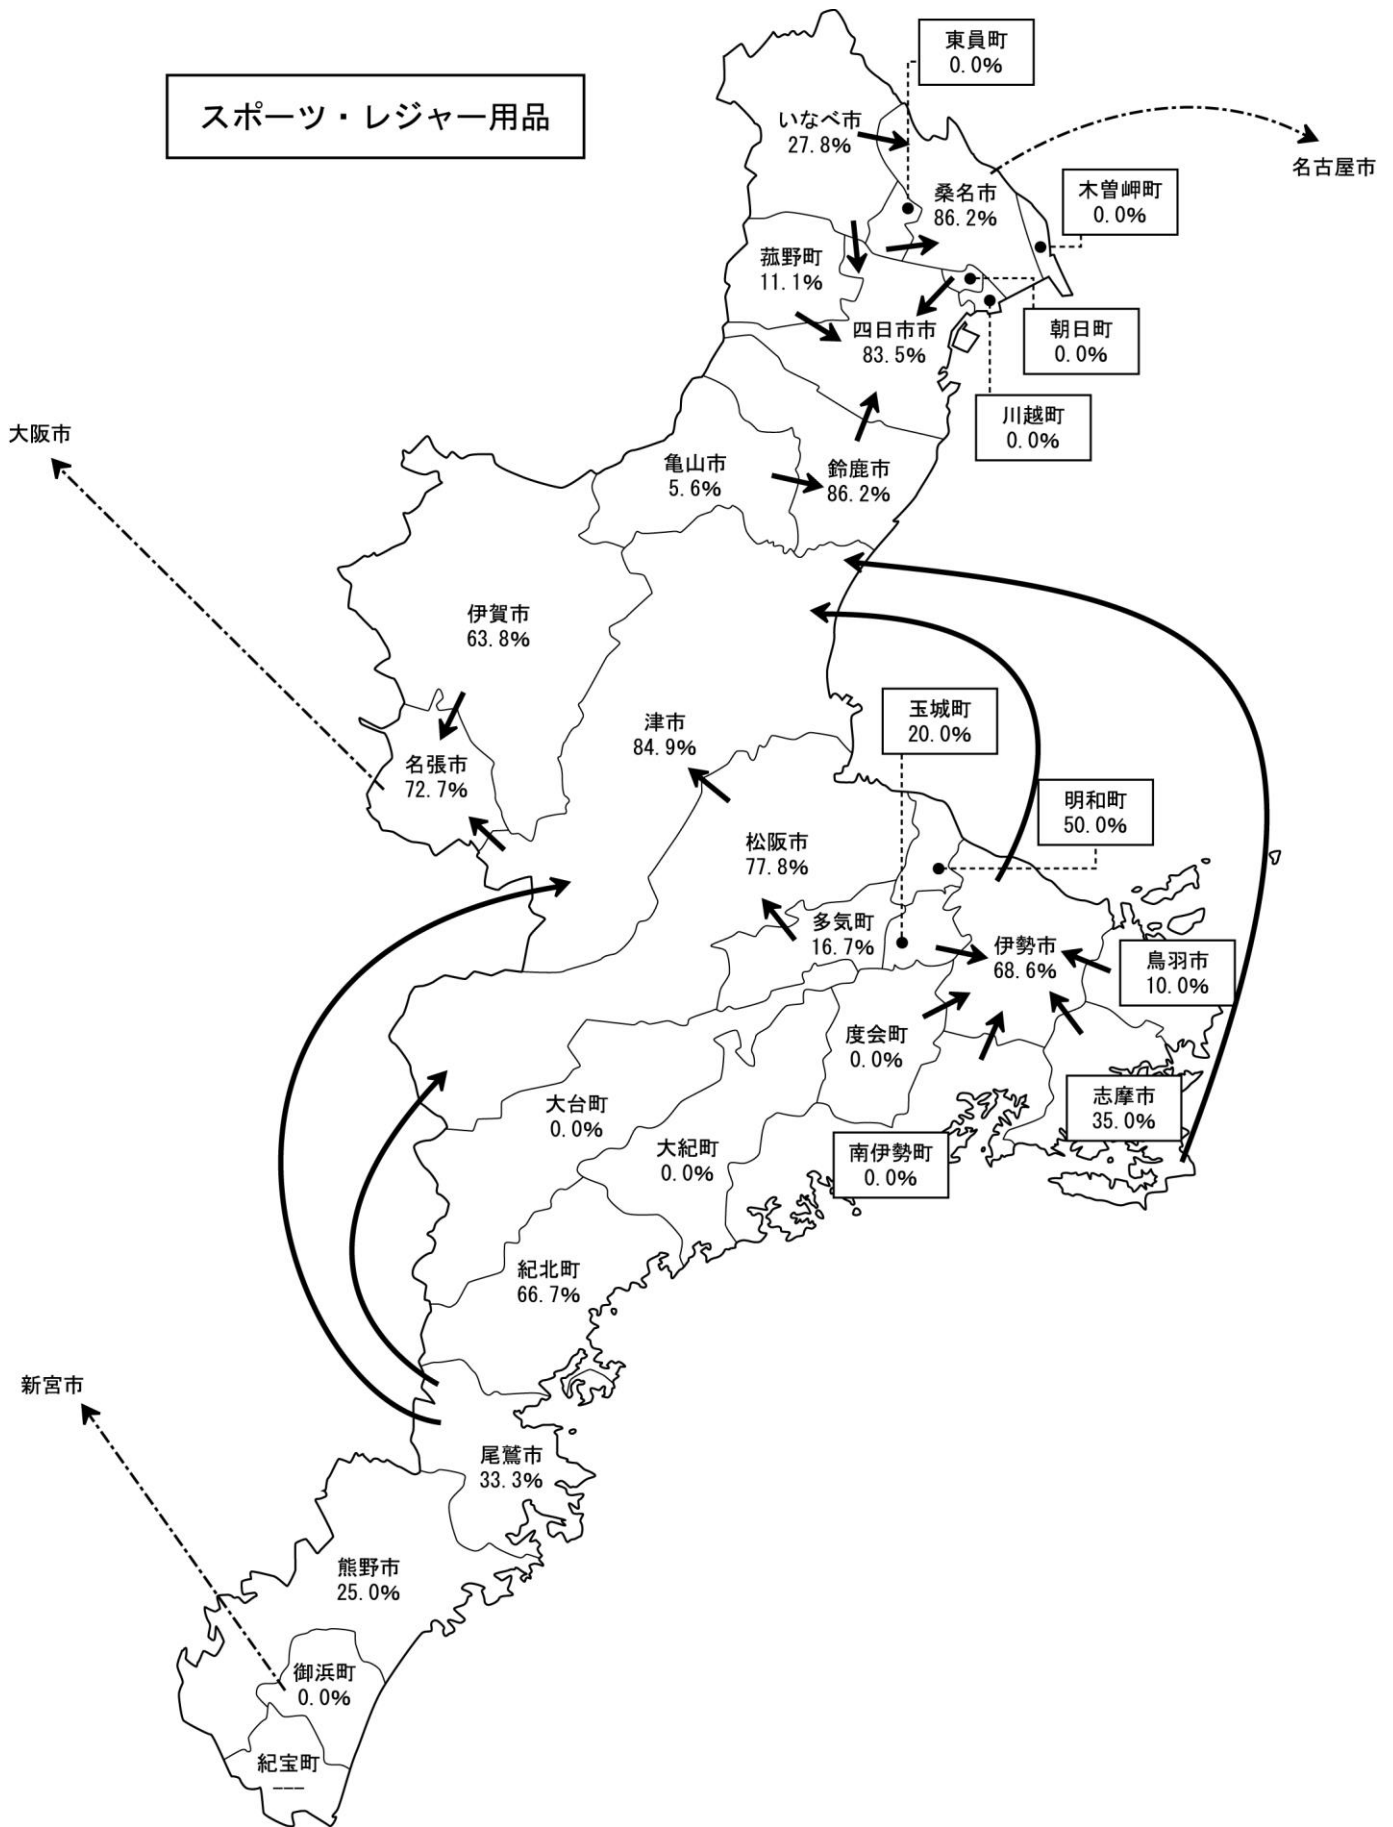 スポーツ・レジャー用品
東員町
0.0%
いなべ市
27.8%
名古屋市
桑名市
86.2%
木曽岬町
0.0%
菰野町
11.1%
四日市市
83.5%
朝日町
0.0%
川越町
0.0%
大阪市
亀山市
5.6%
鈴鹿市
86.2%
伊賀市
63.8%
津市
84.9%
玉城町
20.0%
名張市
72.7%
明和町
50.0%
松阪市
77.8%
多気町
16.7%
伊勢市
68.6%
鳥羽市
10.0%
度会町
0.0%
大台町
0.0%
志摩市
35.0%
大紀町
0.0%
南伊勢町
0.0%
紀北町
66.7%
新宮市
尾鷲市
33.3%
熊野市
25.0%
御浜町
0.0%
紀宝町
---